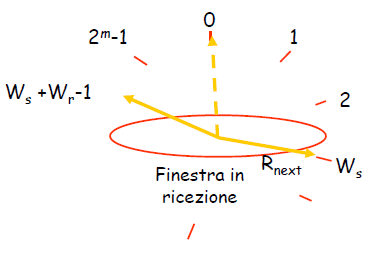 0
2ᵐ-1
1
Wₛ +Wᵣ-1
2
Rₙₑₓₜ
Wₛ
Finestra in
ricezione